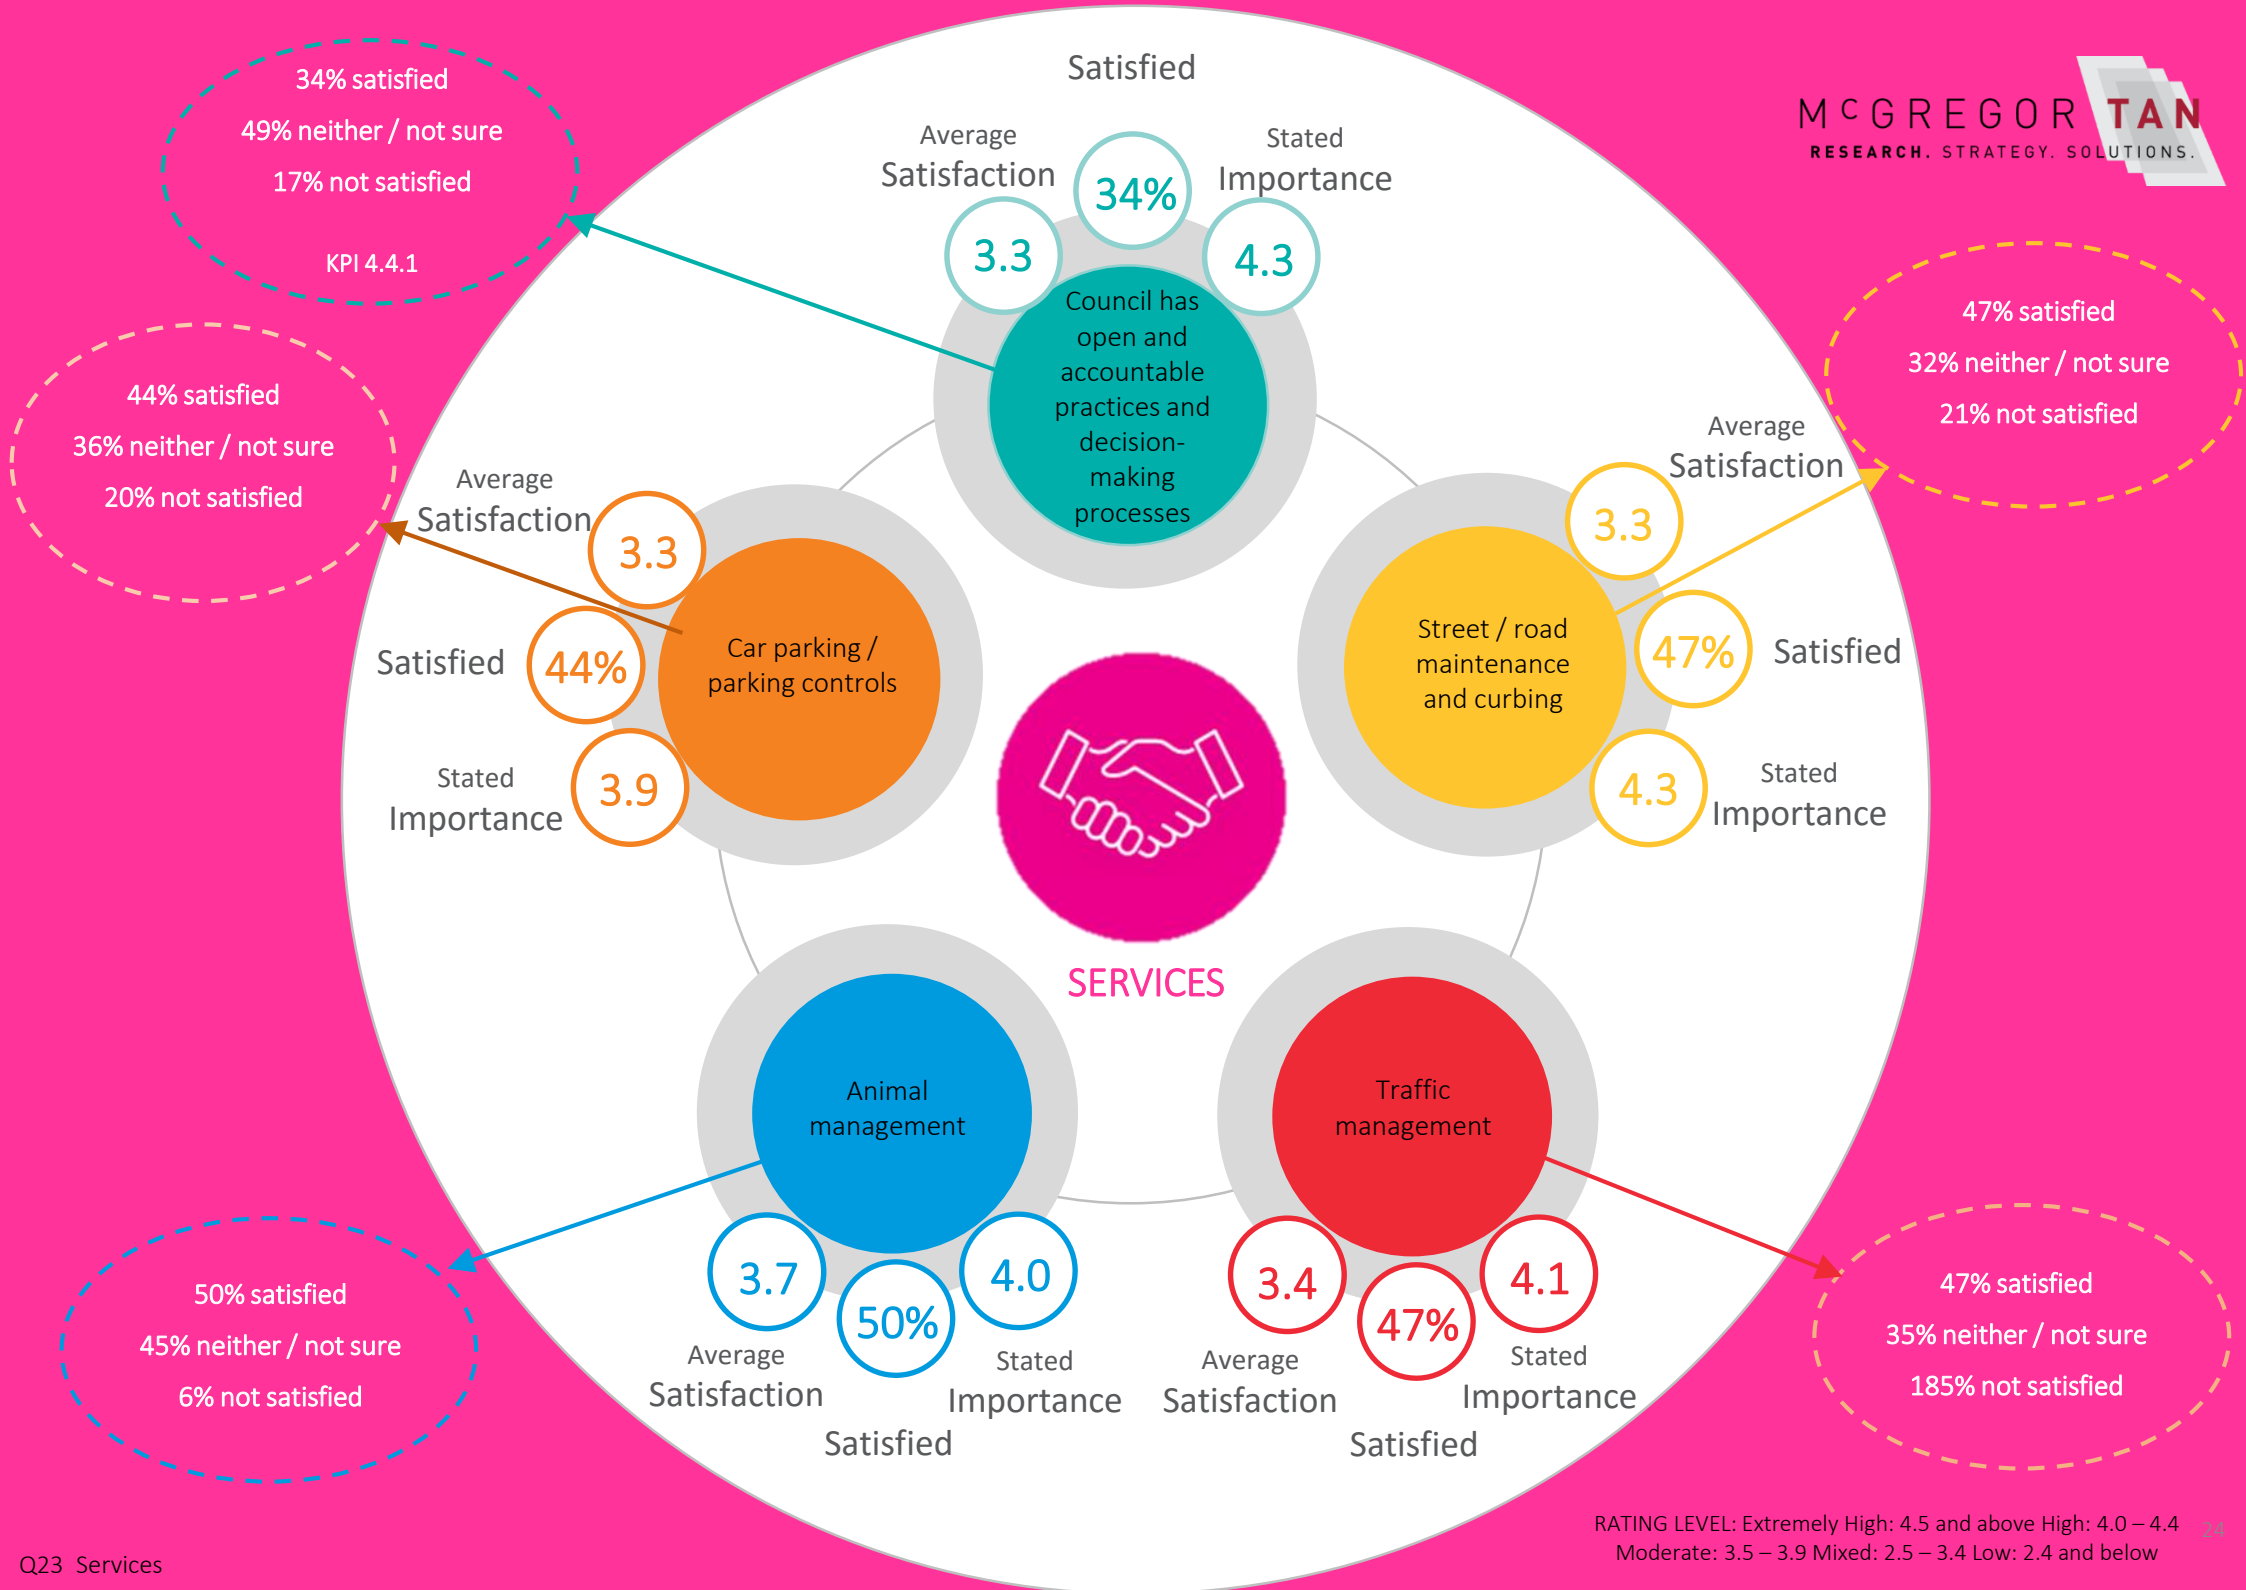 34% satisfied
49% neither / not sure
17% not satisfied
KPI 4.4.1
Satisfied
Average
Satisfaction
34%
Stated
Importance
3.3
4.3
Council has
open and
accountable
practices and
decision-
making
processes
McGREGOR TAN
RESEARCH. STRATEGY. SOLUTIONS.
44% satisfied
36% neither / not sure
20% not satisfied
Average
Satisfaction
3.3
Satisfied
44%
Stated
Importance
3.9
Car parking /
parking controls
47% satisfied
32% neither / not sure
21% not satisfied
Average
Satisfaction
3.3
47%
Satisfied
4.3
Stated
Importance
Street / road
maintenance
and curbing
SERVICES
Animal
management
3.7
50%
4.0
Average
Satisfaction
Stated
Importance
Satisfied
50% satisfied
45% neither / not sure
6% not satisfied
Traffic
management
3.4
47%
4.1
Average
Satisfaction
Stated
Importance
Satisfied
47% satisfied
35% neither / not sure
185% not satisfied
RATING LEVEL: Extremely High: 4.5 and above High: 4.0 – 4.4
Moderate: 3.5 – 3.9 Mixed: 2.5 – 3.4 Low: 2.4 and below
24
Q23 Services